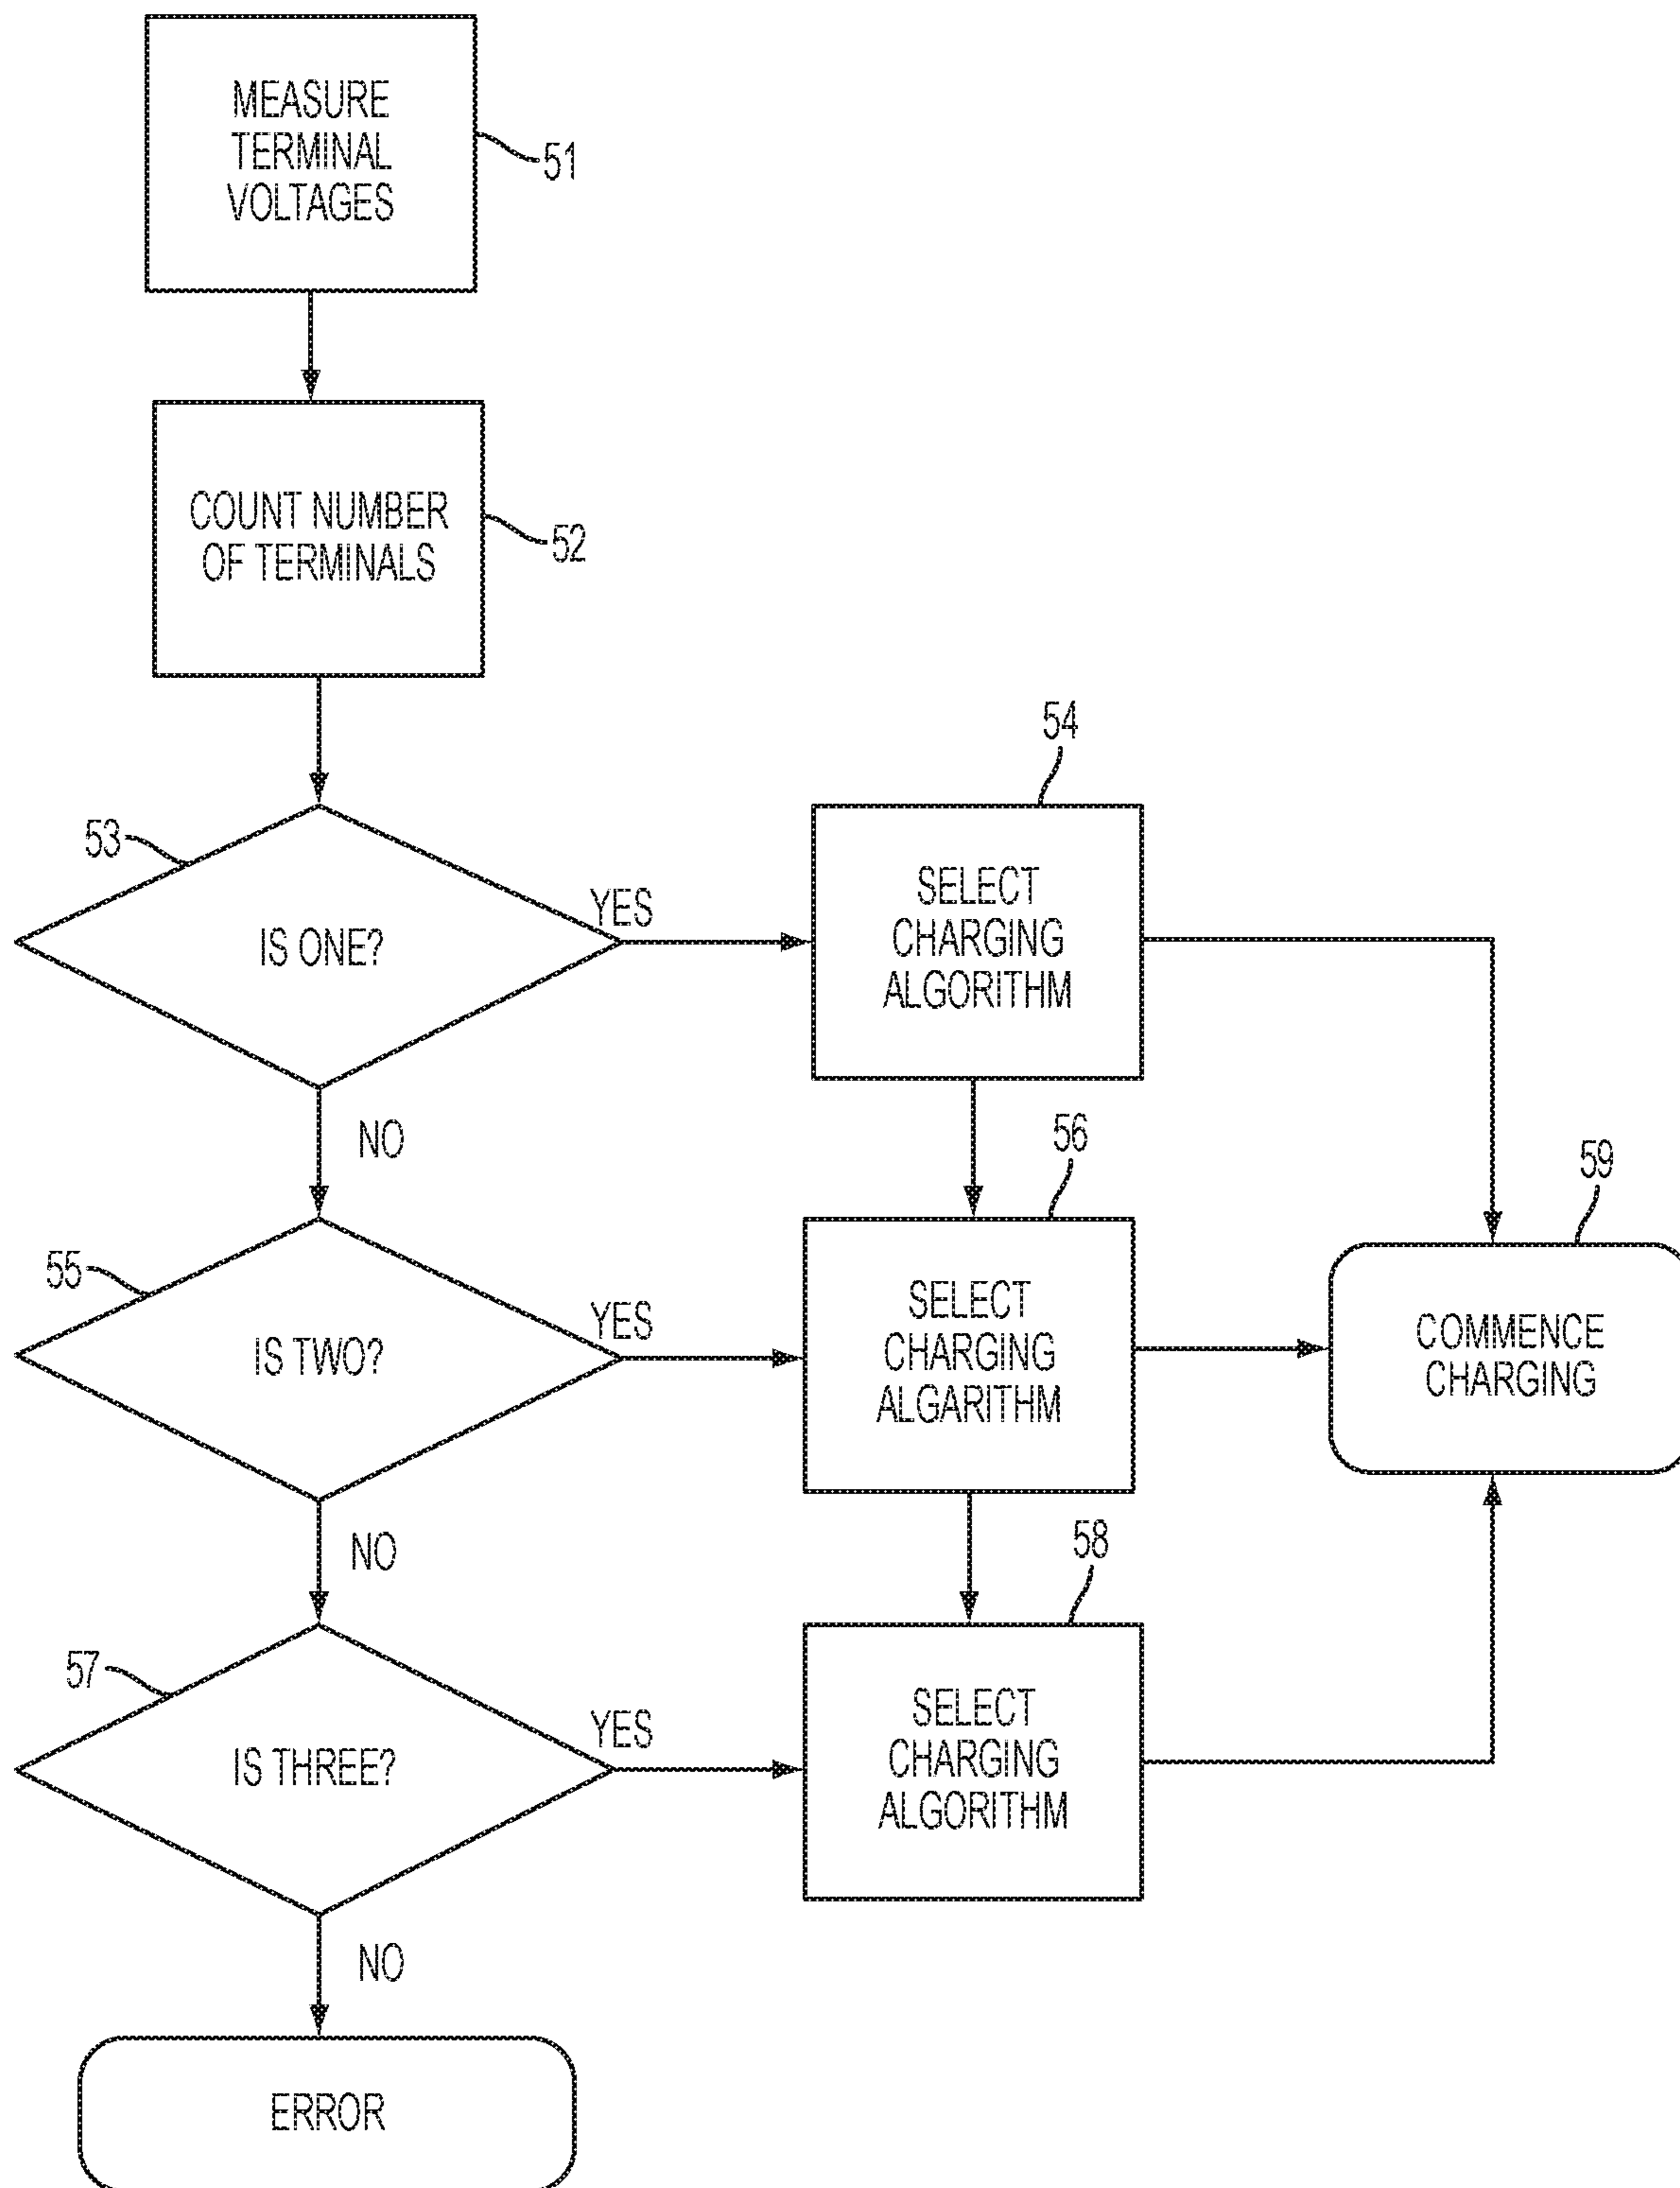 MEASURE
TERMINAL
VOLTAGES
51
COUNT NUMBER
OF TERMINALS
52
53
IS ONE?
YES
54
SELECT
CHARGING
ALGORITHM
NO
55
IS TWO?
YES
56
SELECT
CHARGING
ALGARITHM
59
COMMENCE
CHARGING
NO
57
IS THREE?
YES
58
SELECT
CHARGING
ALGORITHM
NO
ERROR